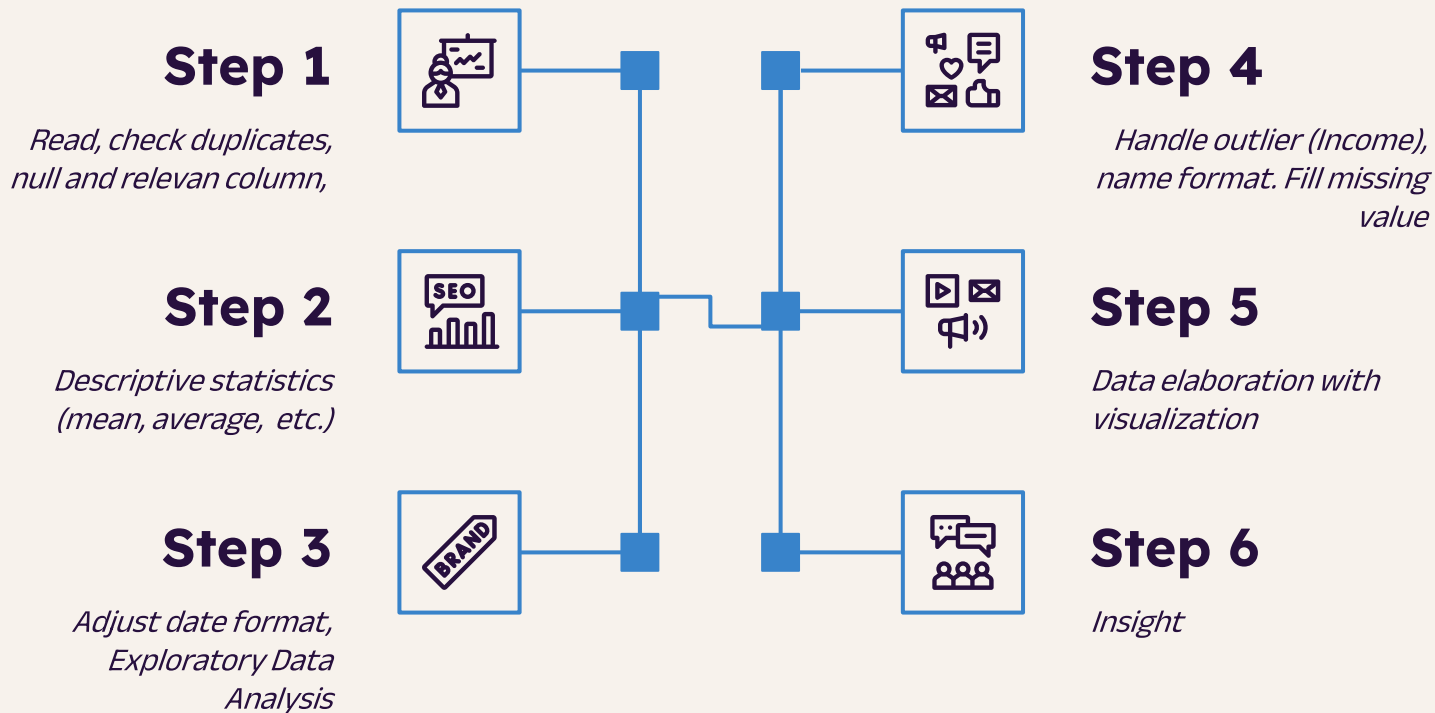 Step 1
Read, check duplicates,
null and relevan column,
Step 2
SEO
Descriptive statistics
(mean, average, etc.)
Step 3
BRAND
Adjust date format,
Exploratory Data
Analysis
Step 4
Handle outlier (Income),
name format. Fill missing
value
Step 5
Data elaboration with
visualization
Step 6
Insight